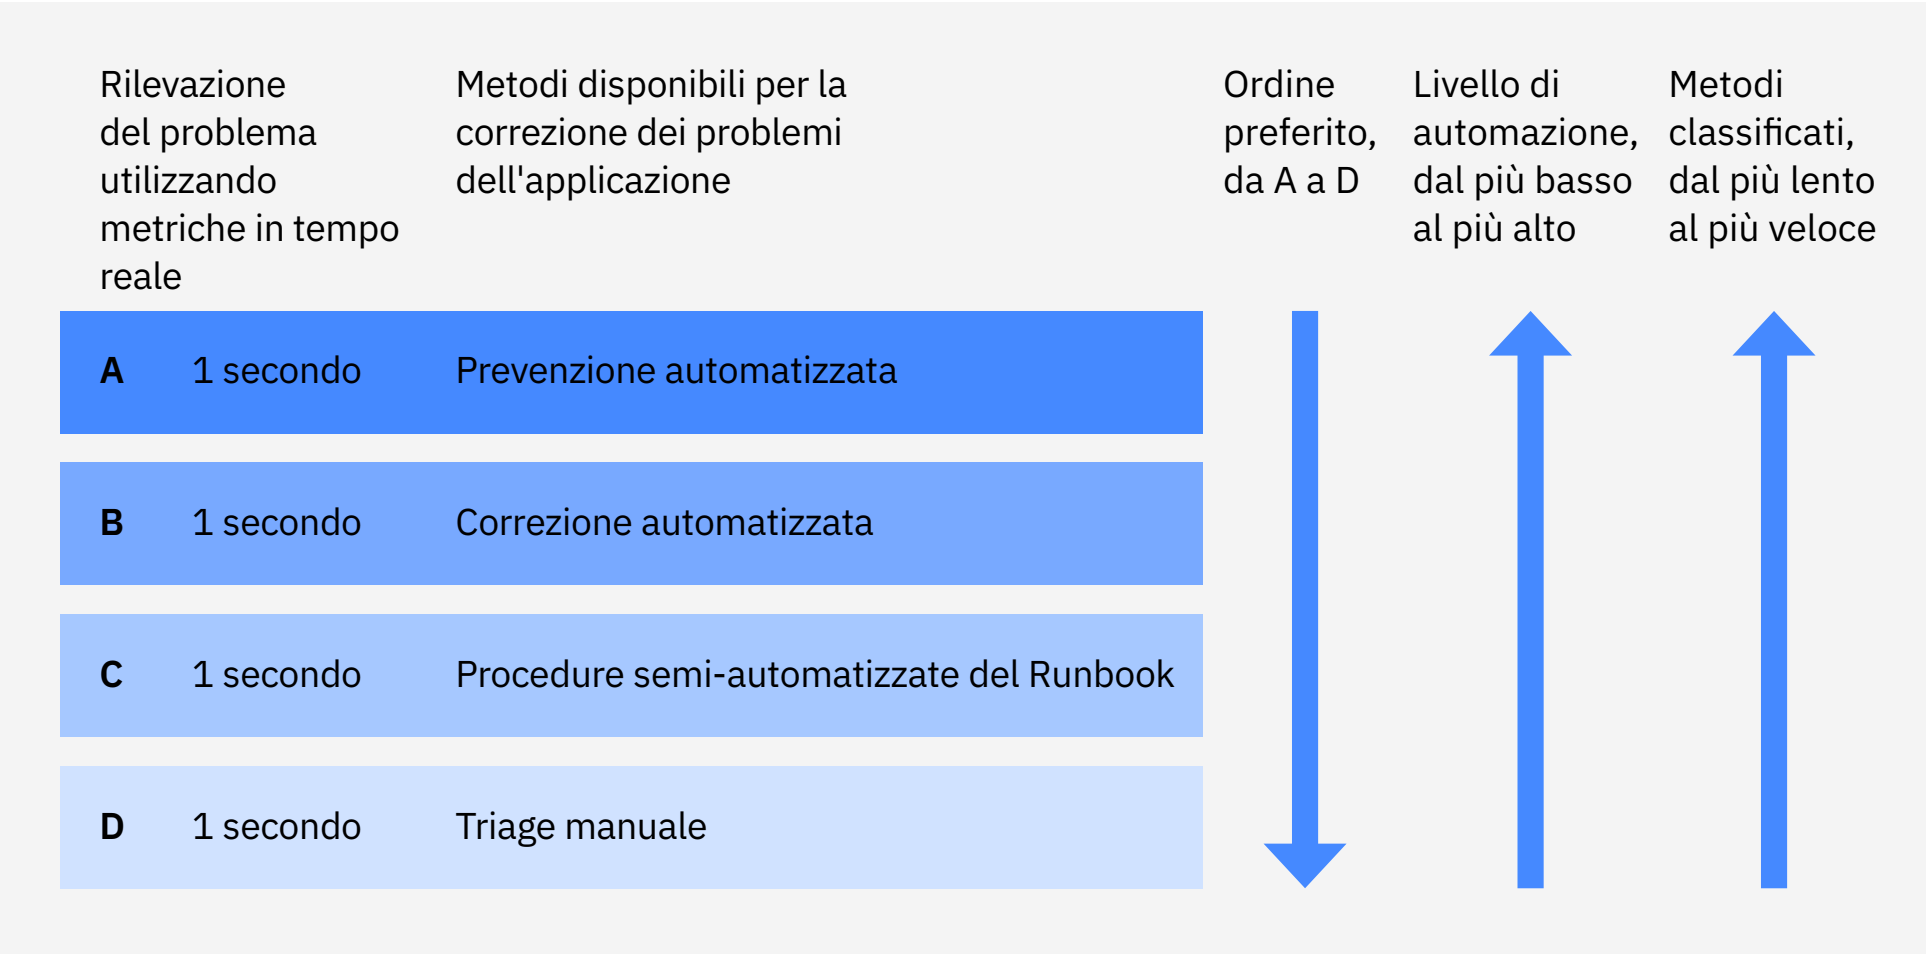 Rilevazione
del problema
utilizzando
metriche in tempo
reale
Metodi disponibili per la
correzione dei problemi
dell'applicazione
Ordine
preferito,
da A a D
Livello di
automazione,
dal più basso
al più alto
Metodi
classificati,
dal più lento
al più veloce
A 1 secondo Prevenzione automatizzata
B 1 secondo Correzione automatizzata
C 1 secondo Procedure semi-automatizzate del Runbook
D 1 secondo Triage manuale